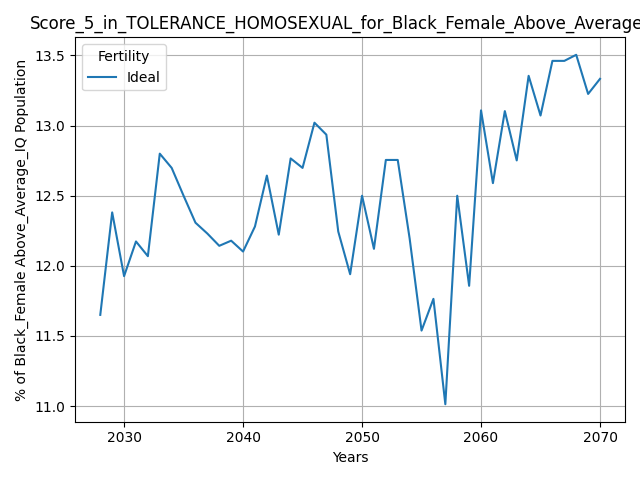 Score_5_in_TOLERANCE_HOMOSEXUAL_for_Black_Female_Above_Average
Fertility
Ideal
% of Black_Female Above_Average_IQ Population
13.5
13.0
12.5
12.0
11.5
11.0
2030 2040 2050 2060 2070
Years